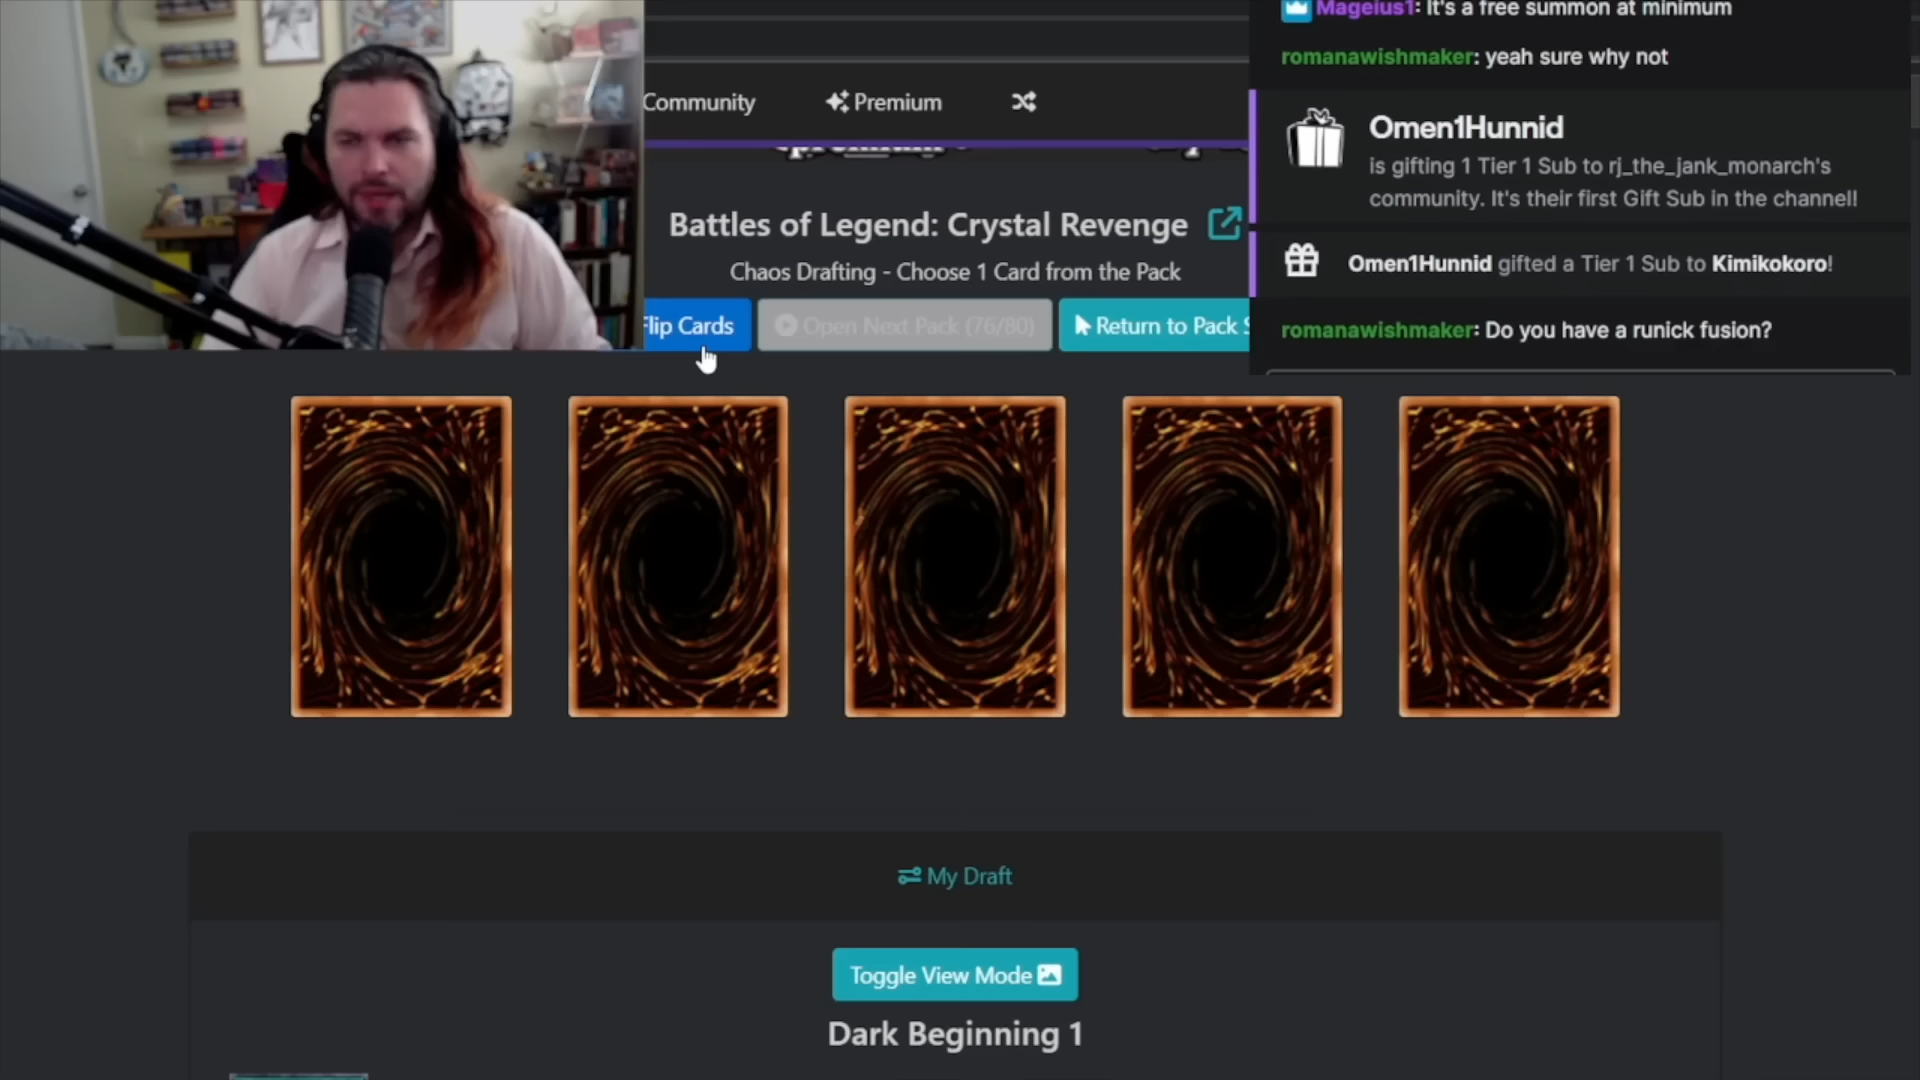 Mageius1: It's a free summon at minimum
romanawishmaker: yeah sure why not
Community
Premium
Omen1Hunnid
is gifting 1 Tier 1 Sub to rj_the_jank_monarch's
community. It's their first Gift Sub in the channel!
Battles of Legend: Crystal Revenge
Omen1Hunnid gifted a Tier 1 Sub to Kimikokoro!
Chaos Drafting - Choose 1 Card from the Pack
Flip Cards
Open Next Pack (76/80)
Return to Pack S
romanawishmaker: Do you have a runick fusion?
My Draft
Toggle View Mode
Dark Beginning 1